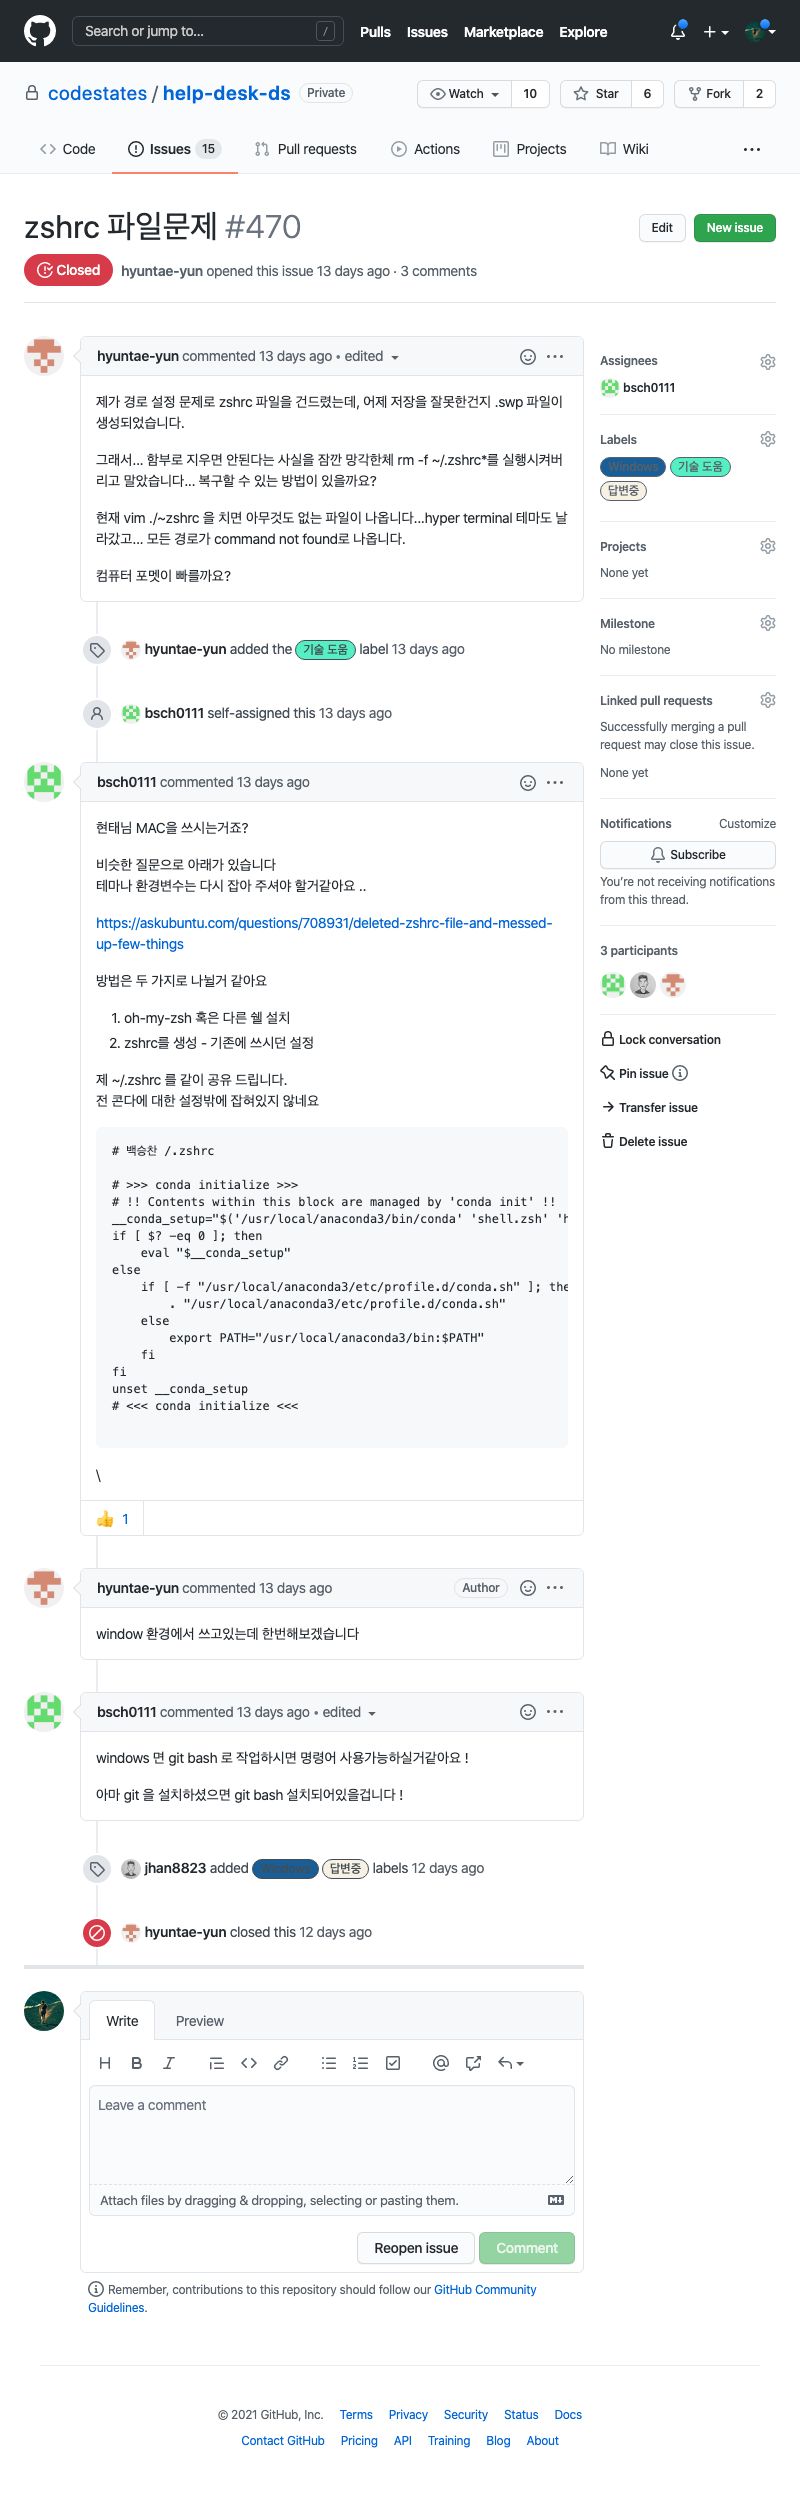 Search or jump to... /
Pulls Issues Marketplace Explore
codestates / help-desk-ds Private
Watch 10 Star 6 Fork 2
Code Issues 15 Pull requests Actions Projects Wiki ...
zshrc 파일문제 #470
Edit New issue
Closed hyuntae-yun opened this issue 13 days ago · 3 comments
hyuntae-yun commented 13 days ago • edited
제가 경로 설정 문제로 zshrc 파일을 건드렸는데, 어제 저장을 잘못한건지 .swp 파일이
생성되었습니다.
그래서... 함부로 지우면 안된다는 사실을 잠깐 망각한체 rm -f ~/.zshrc*를 실행시켜버
리고 말았습니다... 복구할 수 있는 방법이 있을까요?
현재 vim ./~zshrc 을 치면 아무것도 없는 파일이 나옵니다...hyper terminal 테마도 날
라갔고... 모든 경로가 command not found로 나옵니다.
컴퓨터 포멧이 빠를까요?
hyuntae-yun added the 기술 도움 label 13 days ago
bsch0111 self-assigned this 13 days ago
bsch0111 commented 13 days ago
현태님 MAC을 쓰시는거죠?
비슷한 질문으로 아래가 있습니다
테마나 환경변수는 다시 잡아 주셔야 할거같아요 ..
https://askubuntu.com/questions/708931/deleted-zshrc-file-and-messed-
up-few-things
방법은 두 가지로 나뉠거 같아요
1. oh-my-zsh 혹은 다른 쉘 설치
2. zshrc를 생성 - 기존에 쓰시던 설정
제 ~/.zshrc 를 같이 공유 드립니다.
전 콘다에 대한 설정밖에 잡혀있지 않네요
# 백승찬 /.zshrc
# >>> conda initialize >>>
# !! Contents within this block are managed by 'conda init' !!
__conda_setup="$('/usr/local/anaconda3/bin/conda' 'shell.zsh' 'h
if [ $? -eq 0 ]; then
    eval "$__conda_setup"
else
    if [ -f "/usr/local/anaconda3/etc/profile.d/conda.sh" ]; the
        . "/usr/local/anaconda3/etc/profile.d/conda.sh"
    else
        export PATH="/usr/local/anaconda3/bin:$PATH"
    fi
fi
unset __conda_setup
# <<< conda initialize <<<
\
👍 1
hyuntae-yun commented 13 days ago Author
window 환경에서 쓰고있는데 한번해보겠습니다
bsch0111 commented 13 days ago • edited
windows 면 git bash 로 작업하시면 명령어 사용가능하실거같아요 !
아마 git 을 설치하셨으면 git bash 설치되어있을겁니다 !
jhan8823 added Windows 답변중 labels 12 days ago
hyuntae-yun closed this 12 days ago
Write Preview
H B I
Leave a comment
Attach files by dragging & dropping, selecting or pasting them.
Reopen issue Comment
Remember, contributions to this repository should follow our GitHub Community
Guidelines.
Assignees
bsch0111
Labels
Windows 기술 도움
답변중
Projects
None yet
Milestone
No milestone
Linked pull requests
Successfully merging a pull
request may close this issue.
None yet
Notifications Customize
Subscribe
You're not receiving notifications
from this thread.
3 participants
Lock conversation
Pin issue
Transfer issue
Delete issue
© 2021 GitHub, Inc. Terms Privacy Security Status Docs
Contact GitHub Pricing API Training Blog About